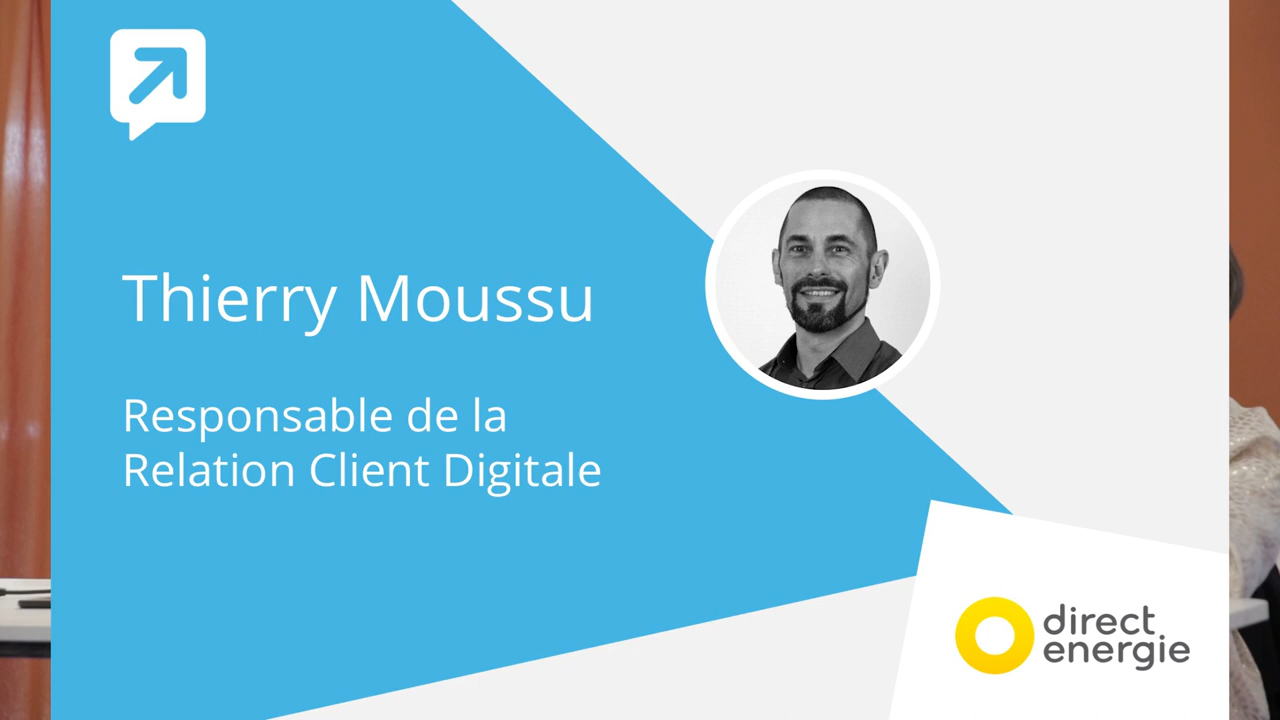 Thierry Moussu
Responsable de la
Relation Client Digitale
direct
energie